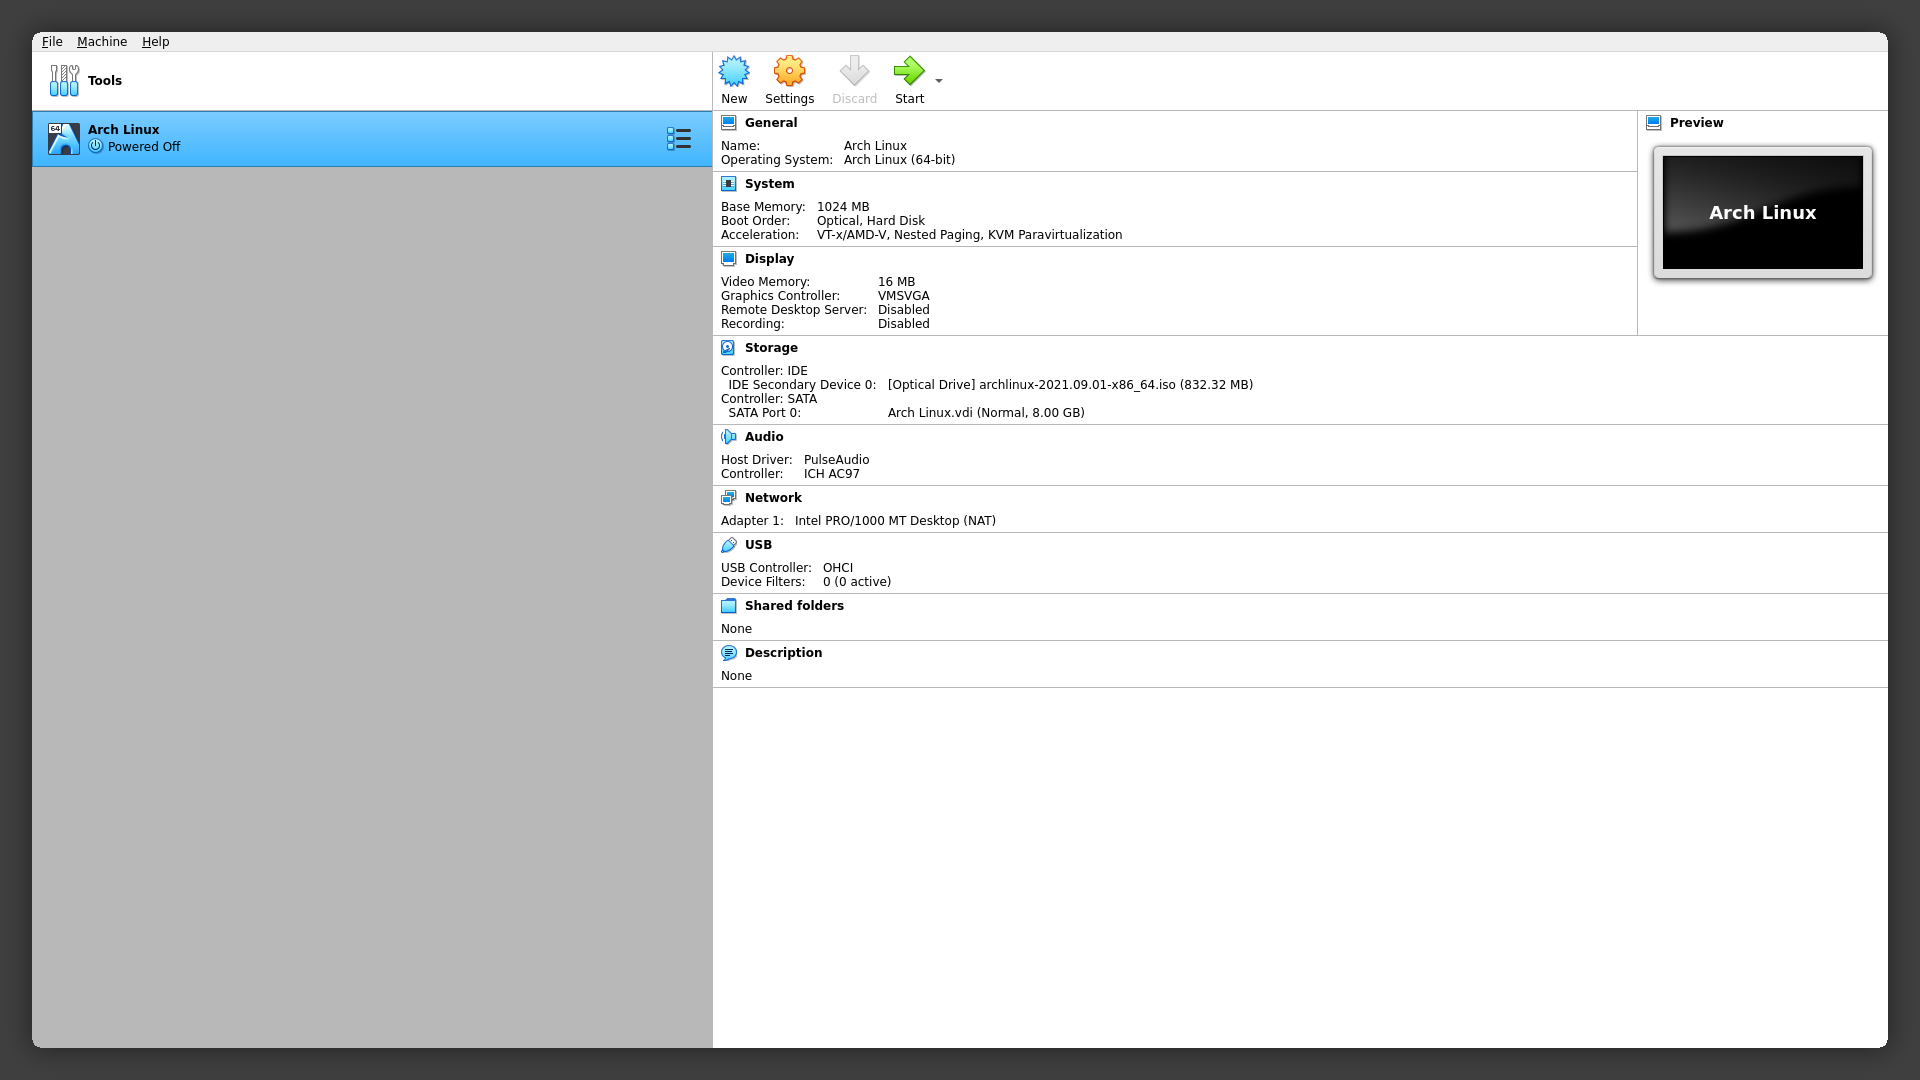 File Machine Help
Tools
New Settings Discard Start
64
Arch Linux
Powered Off
General
Name: Arch Linux
Operating System: Arch Linux (64-bit)
System
Base Memory: 1024 MB
Boot Order: Optical, Hard Disk
Acceleration: VT-x/AMD-V, Nested Paging, KVM Paravirtualization
Display
Video Memory: 16 MB
Graphics Controller: VMSVGA
Remote Desktop Server: Disabled
Recording: Disabled
Preview
Arch Linux
Storage
Controller: IDE
IDE Secondary Device 0: [Optical Drive] archlinux-2021.09.01-x86_64.iso (832.32 MB)
Controller: SATA
SATA Port 0: Arch Linux.vdi (Normal, 8.00 GB)
Audio
Host Driver: PulseAudio
Controller: ICH AC97
Network
Adapter 1: Intel PRO/1000 MT Desktop (NAT)
USB
USB Controller: OHCI
Device Filters: 0 (0 active)
Shared folders
None
Description
None